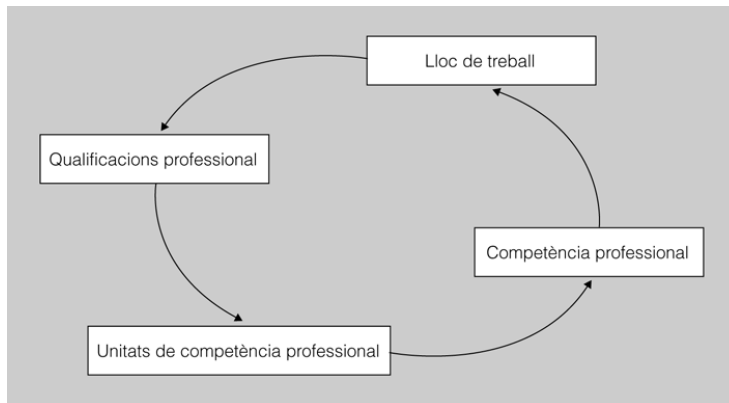 Lloc de treball
Qualificacions professional
Competència professional
Unitats de competència professional